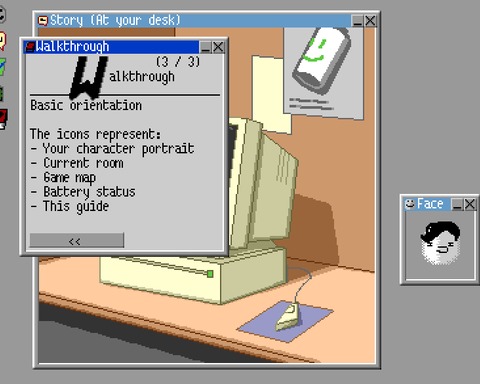 Story (At your desk)
Walkthrough
(3 / 3)
Walkthrough
Basic orientation
The icons represent:
- Your character portrait
- Current room
- Game map
- Battery status
- This guide
<<
Face